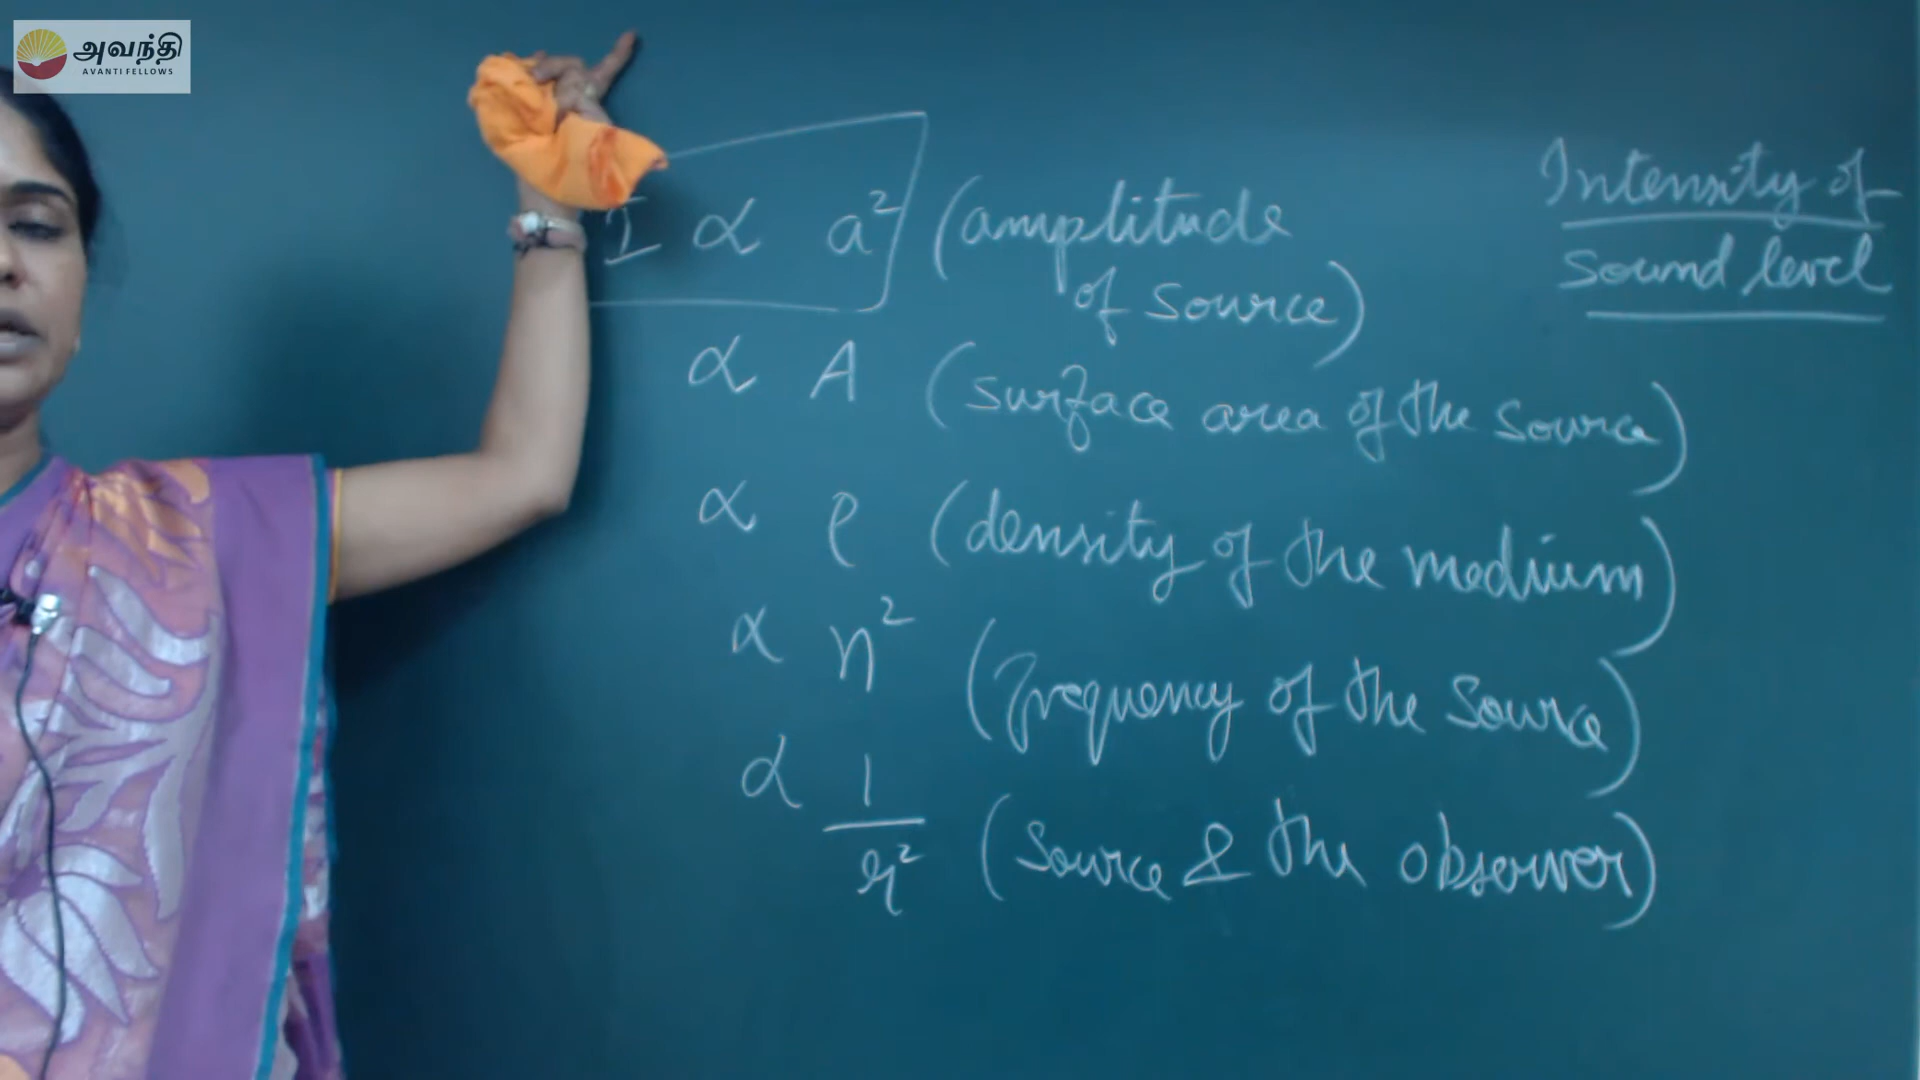 அவந்தி
AVANTI FELLOWS
Intensity of
sound level
I α a² (amplitude
of source)
α A (surface area of the source)
α ρ (density of the medium)
α n² (frequency of the source)
α 1/r² (source & the observer)